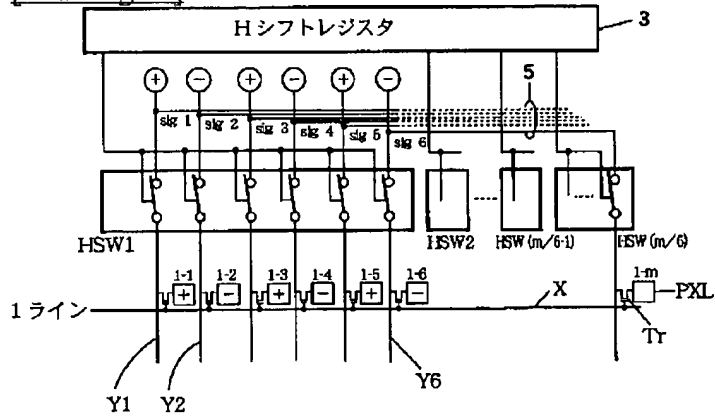 Hシフトレジスタ
3
+ − + − + −
5
sig 1 sig 2 sig 3 sig 4 sig 5 sig 6
HSW1 HSW2 HSW(m/6-1) HSW(m/6)
1-1 1-2 1-3 1-4 1-5 1-6 1-m
+ − + − + −
PXL
1ライン
X
Tr
Y1 Y2 Y6